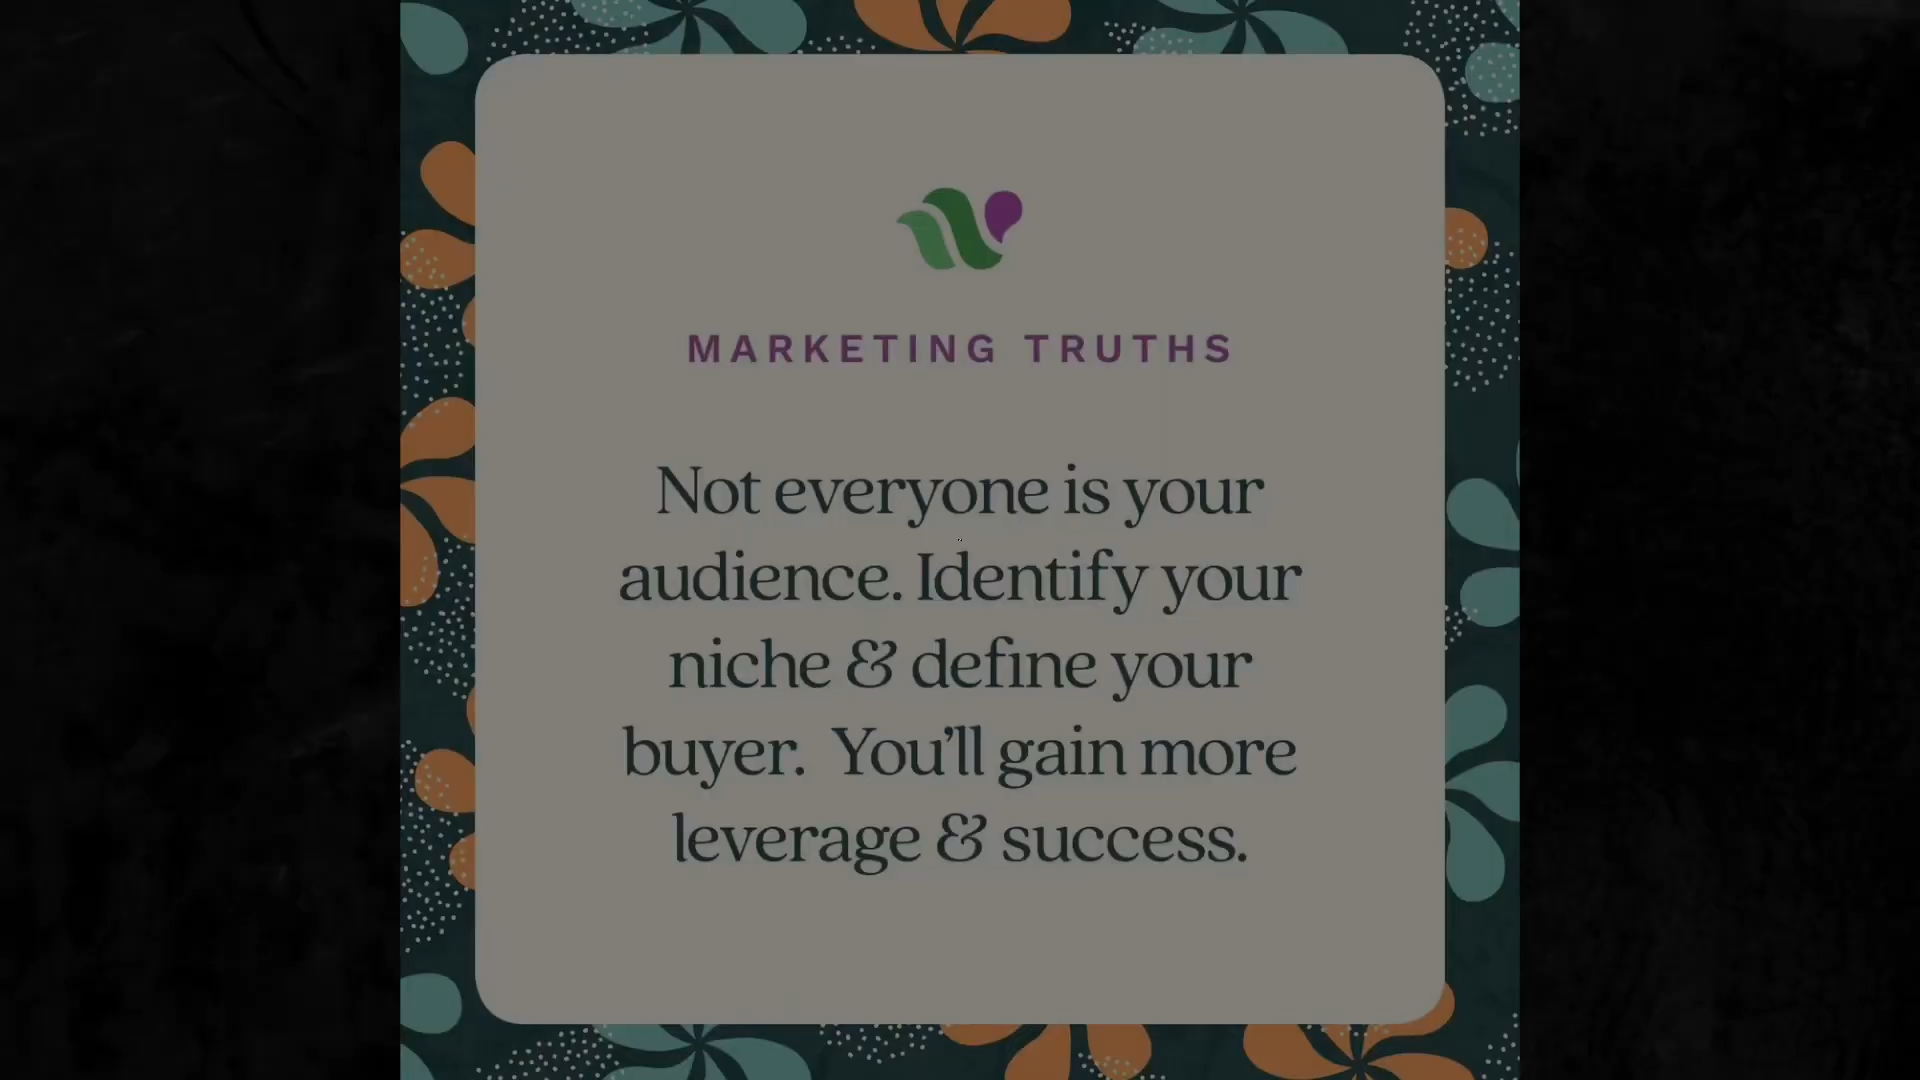 MARKETING TRUTHS
Not everyone is your
audience. Identify your
niche & define your
buyer.  You'll gain more
leverage & success.